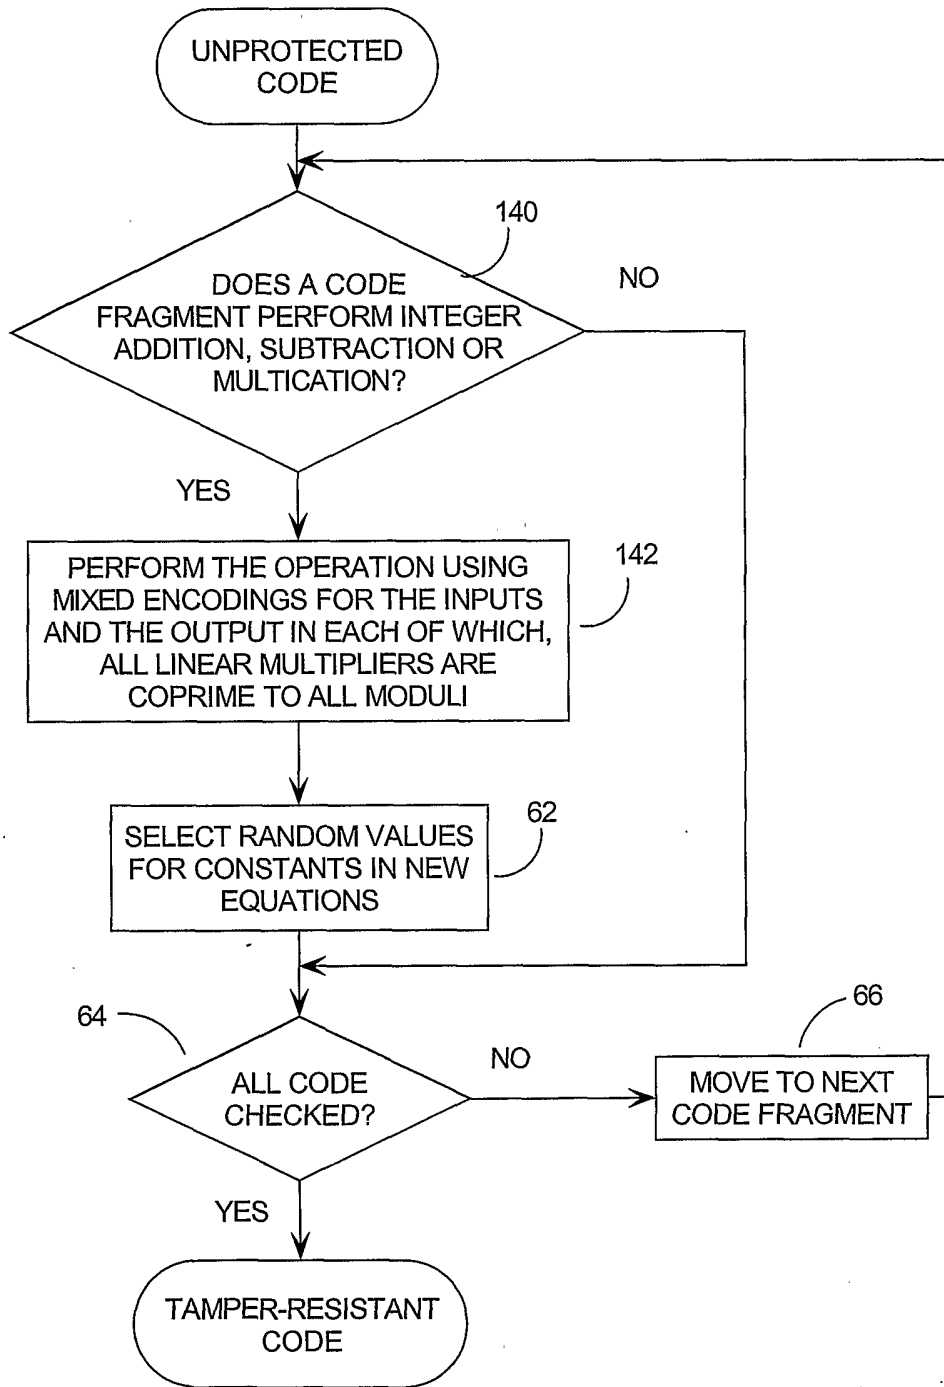 UNPROTECTED
CODE
140
DOES A CODE
FRAGMENT PERFORM INTEGER
ADDITION, SUBTRACTION OR
MULTICATION?
NO
YES
PERFORM THE OPERATION USING
MIXED ENCODINGS FOR THE INPUTS
AND THE OUTPUT IN EACH OF WHICH,
ALL LINEAR MULTIPLIERS ARE
COPRIME TO ALL MODULI
142
SELECT RANDOM VALUES
FOR CONSTANTS IN NEW
EQUATIONS
62
64
ALL CODE
CHECKED?
NO
66
MOVE TO NEXT
CODE FRAGMENT
YES
TAMPER-RESISTANT
CODE